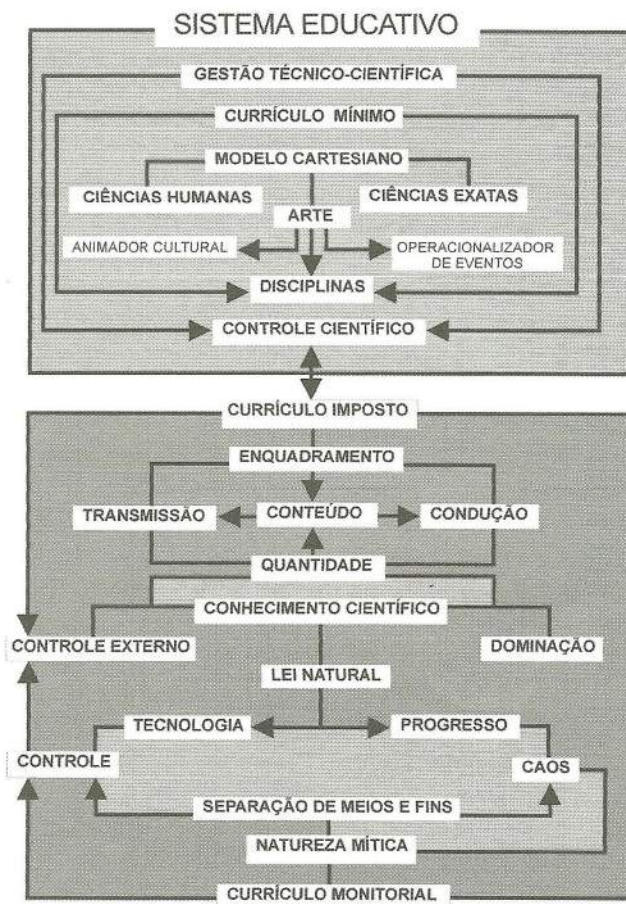 SISTEMA EDUCATIVO
GESTÃO TÉCNICO-CIENTÍFICA
CURRÍCULO MÍNIMO
MODELO CARTESIANO
CIÊNCIAS HUMANAS
CIÊNCIAS EXATAS
ARTE
ANIMADOR CULTURAL
OPERACIONALIZADOR
DE EVENTOS
DISCIPLINAS
CONTROLE CIENTÍFICO
CURRÍCULO IMPOSTO
ENQUADRAMENTO
TRANSMISSÃO
CONTEÚDO
CONDUÇÃO
QUANTIDADE
CONHECIMENTO CIENTÍFICO
CONTROLE EXTERNO
DOMINAÇÃO
LEI NATURAL
TECNOLOGIA
PROGRESSO
CONTROLE
CAOS
SEPARAÇÃO DE MEIOS E FINS
NATUREZA MÍTICA
CURRÍCULO MONITORIAL